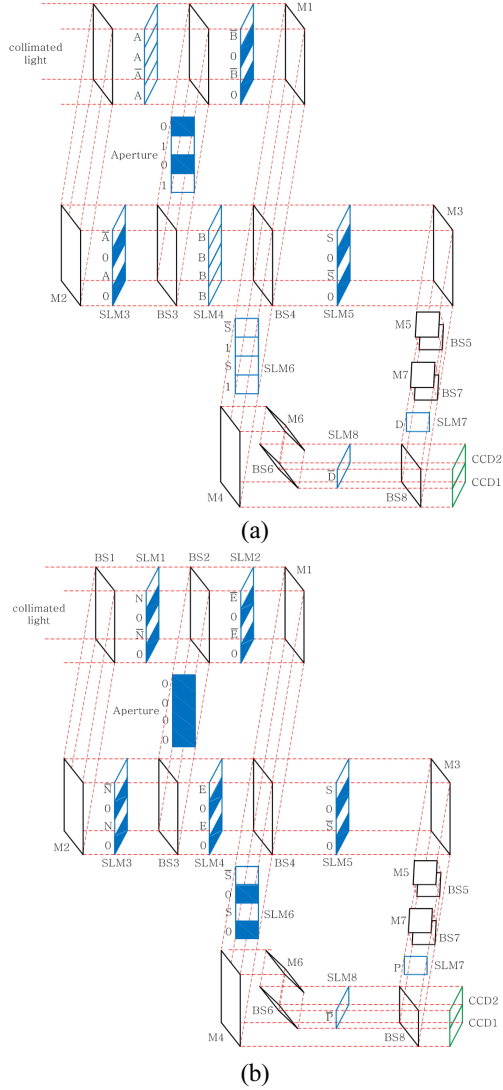 M1
A
B̅
collimated
A
0
light
A̅
B̅
A
0
0
Aperture
1
0
1
M3
A̅
B
S
0
B
0
A
B
S̅
0
B
0
M2
SLM3
BS3
SLM4
BS4
SLM5
S̅
M5
1
BS5
S
SLM6
M7
1
BS7
M6
D
SLM7
SLM8
BS6
CCD2
D̅
CCD1
M4
BS8
(a)
BS1
SLM1
BS2
SLM2
M1
N
E̅
collimated
0
0
light
N̅
E̅
0
0
0
Aperture
0
0
0
M3
N̅
E
S
0
0
0
N
E
S̅
0
0
0
M2
SLM3
BS3
SLM4
BS4
SLM5
S̅
M5
0
BS5
S
SLM6
M7
0
BS7
M6
P
SLM7
SLM8
BS6
CCD2
P̅
CCD1
M4
BS8
(b)